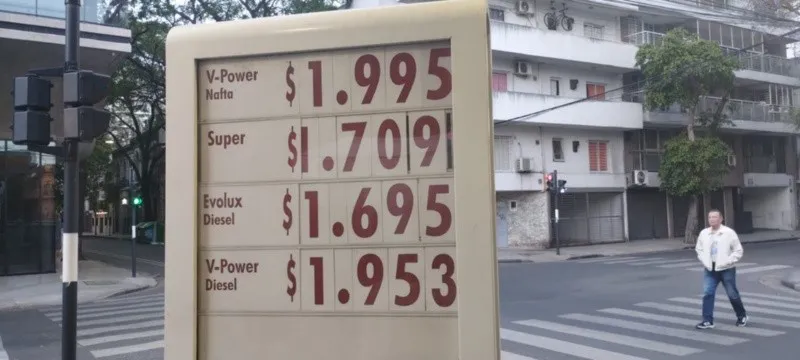 V-Power $1.995
Nafta
Super $1.709
Evolux $1.695
Diesel
V-Power $1.953
Diesel